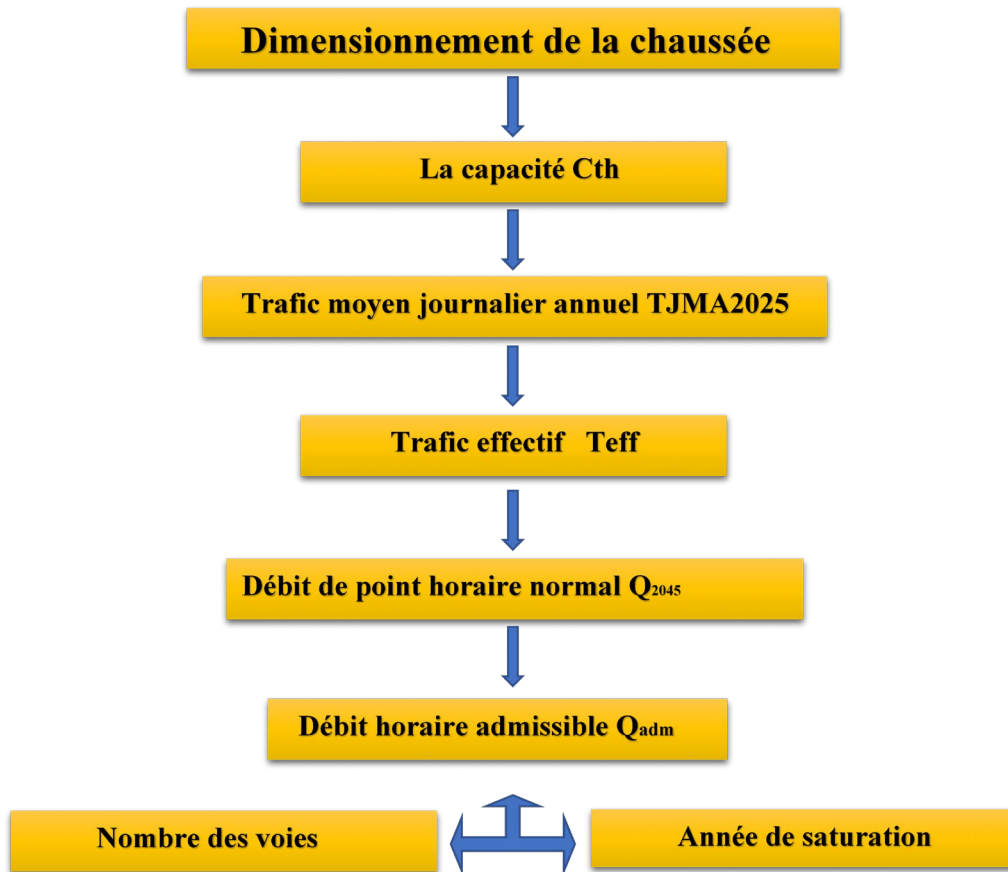 Dimensionnement de la chaussée
La capacité Cth
Trafic moyen journalier annuel TJMA2025
Trafic effectif Teff
Débit de point horaire normal Q2045
Débit horaire admissible Qadm
Nombre des voies
Année de saturation